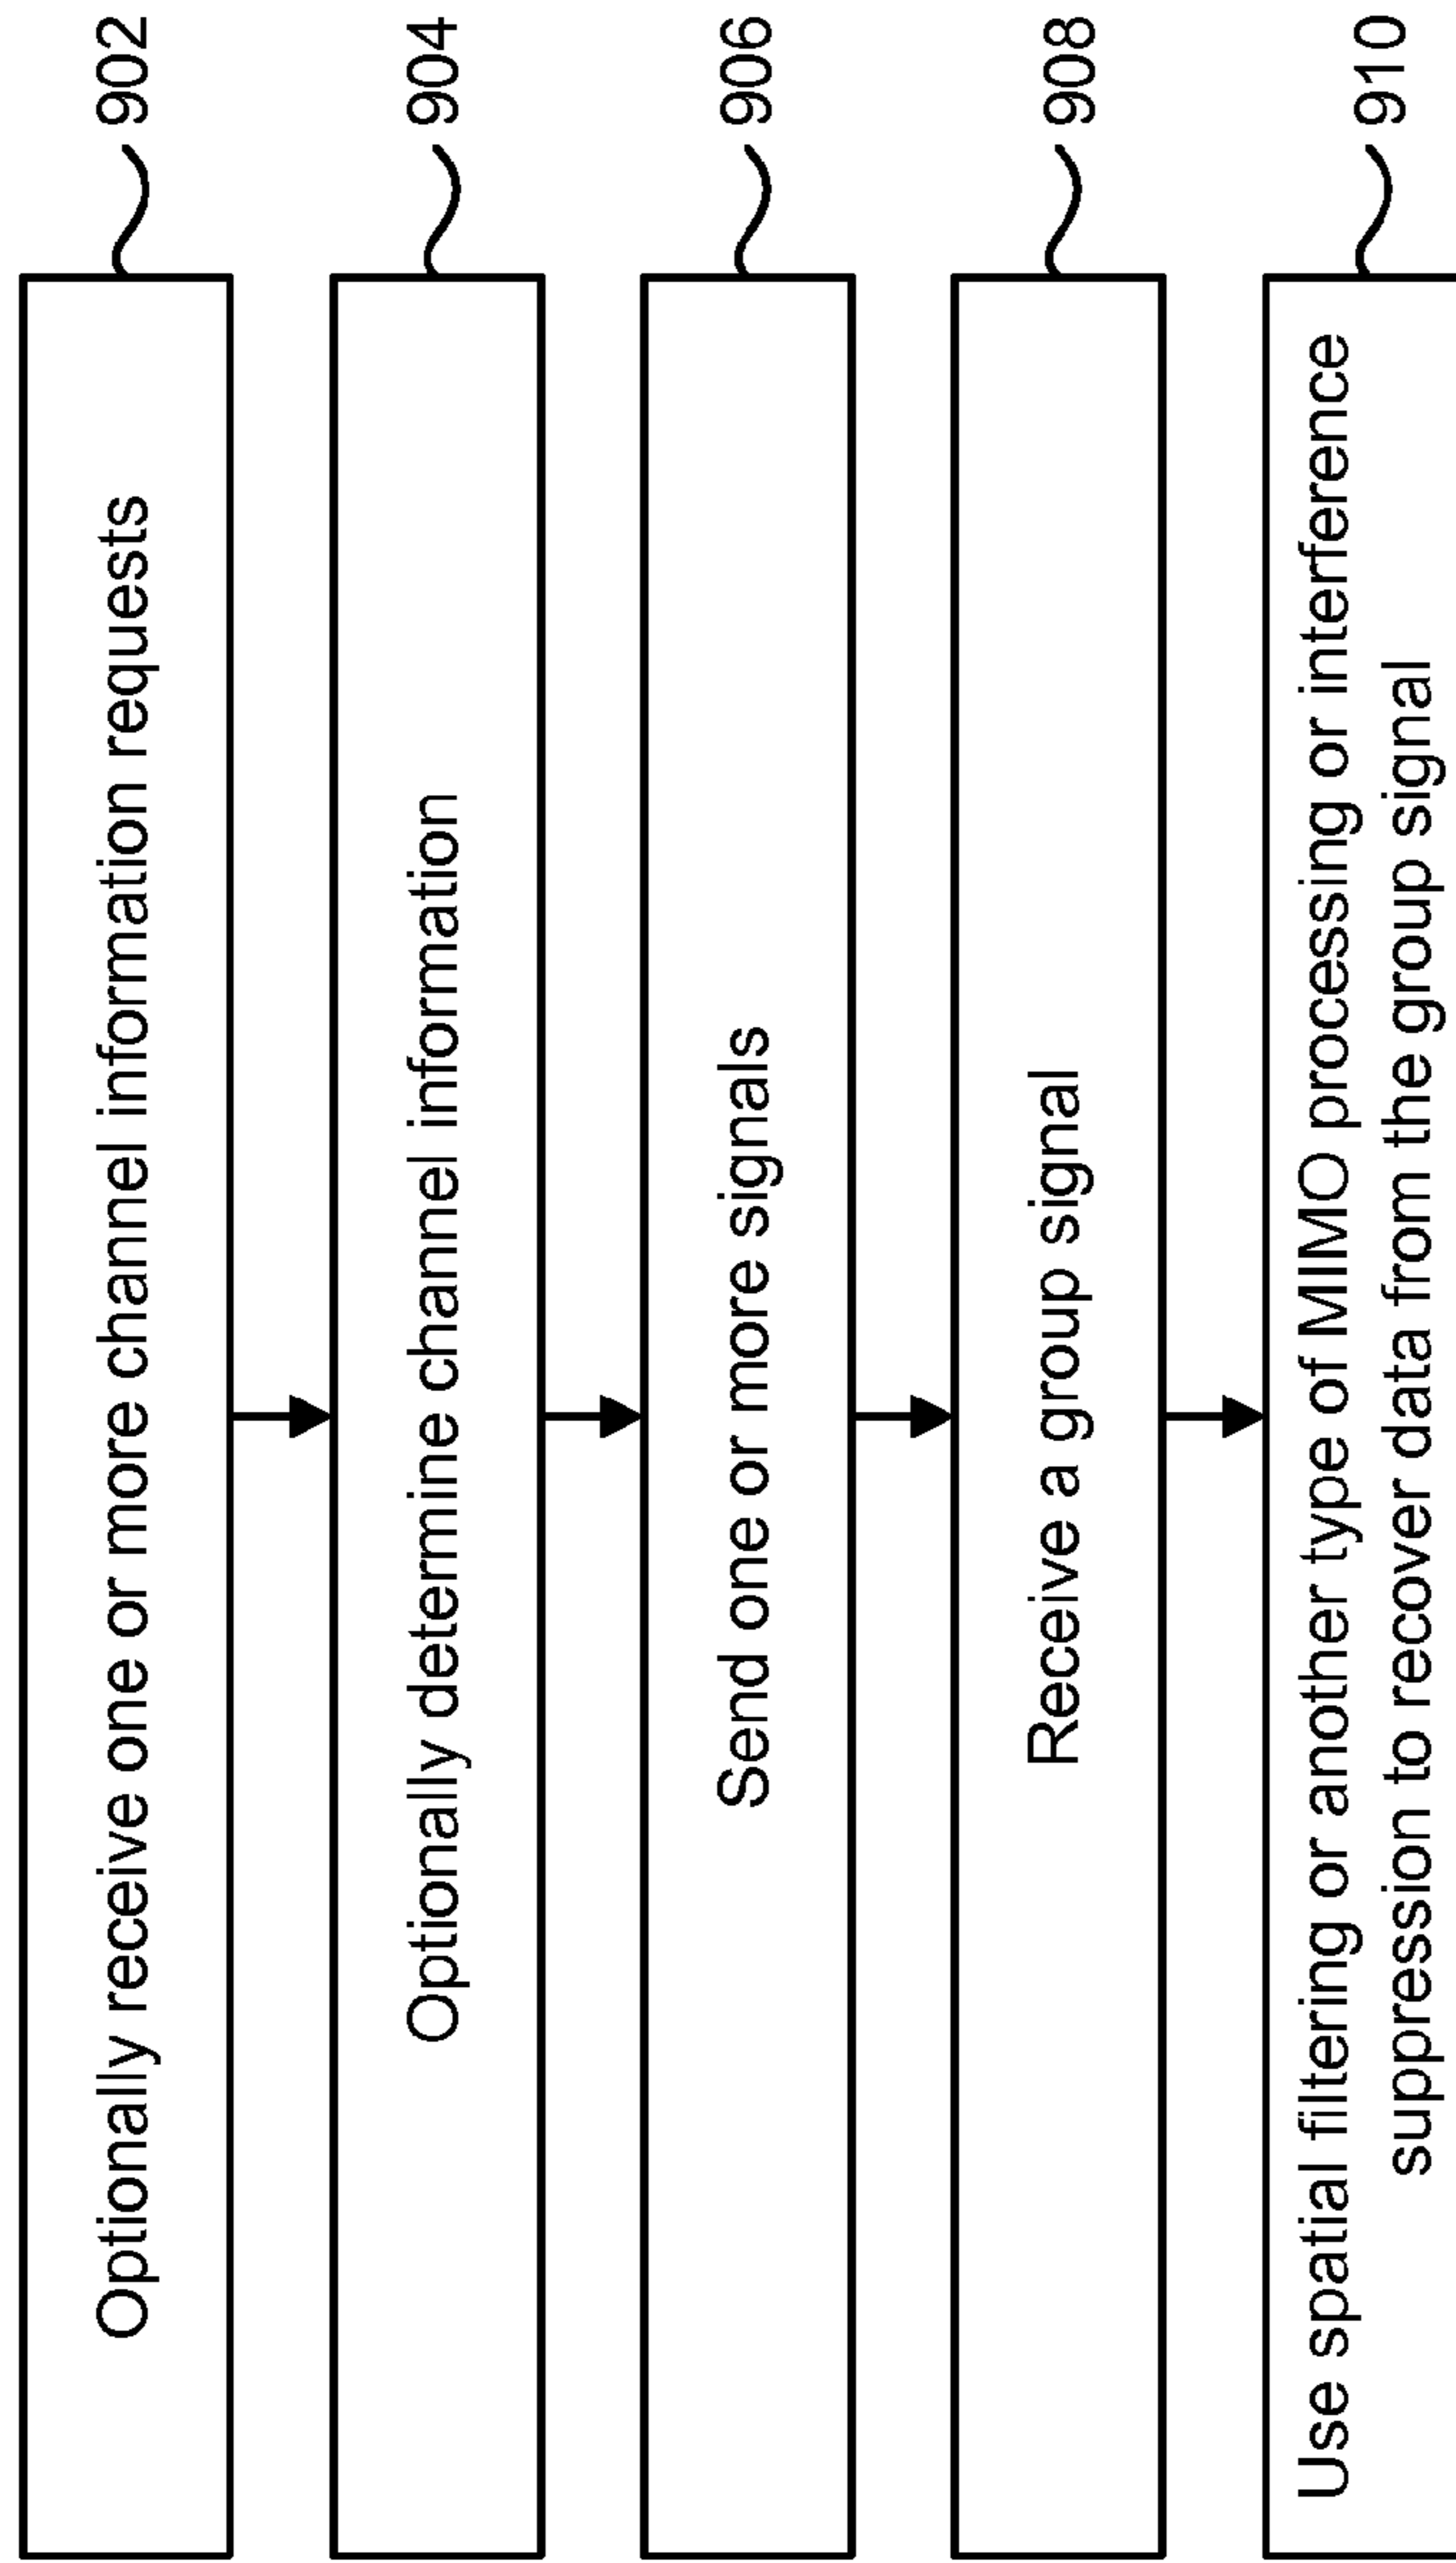 Optionally receive one or more channel information requests
902
Optionally determine channel information
904
Send one or more signals
906
Receive a group signal
908
Use spatial filtering or another type of MIMO processing or interference
suppression to recover data from the group signal
910